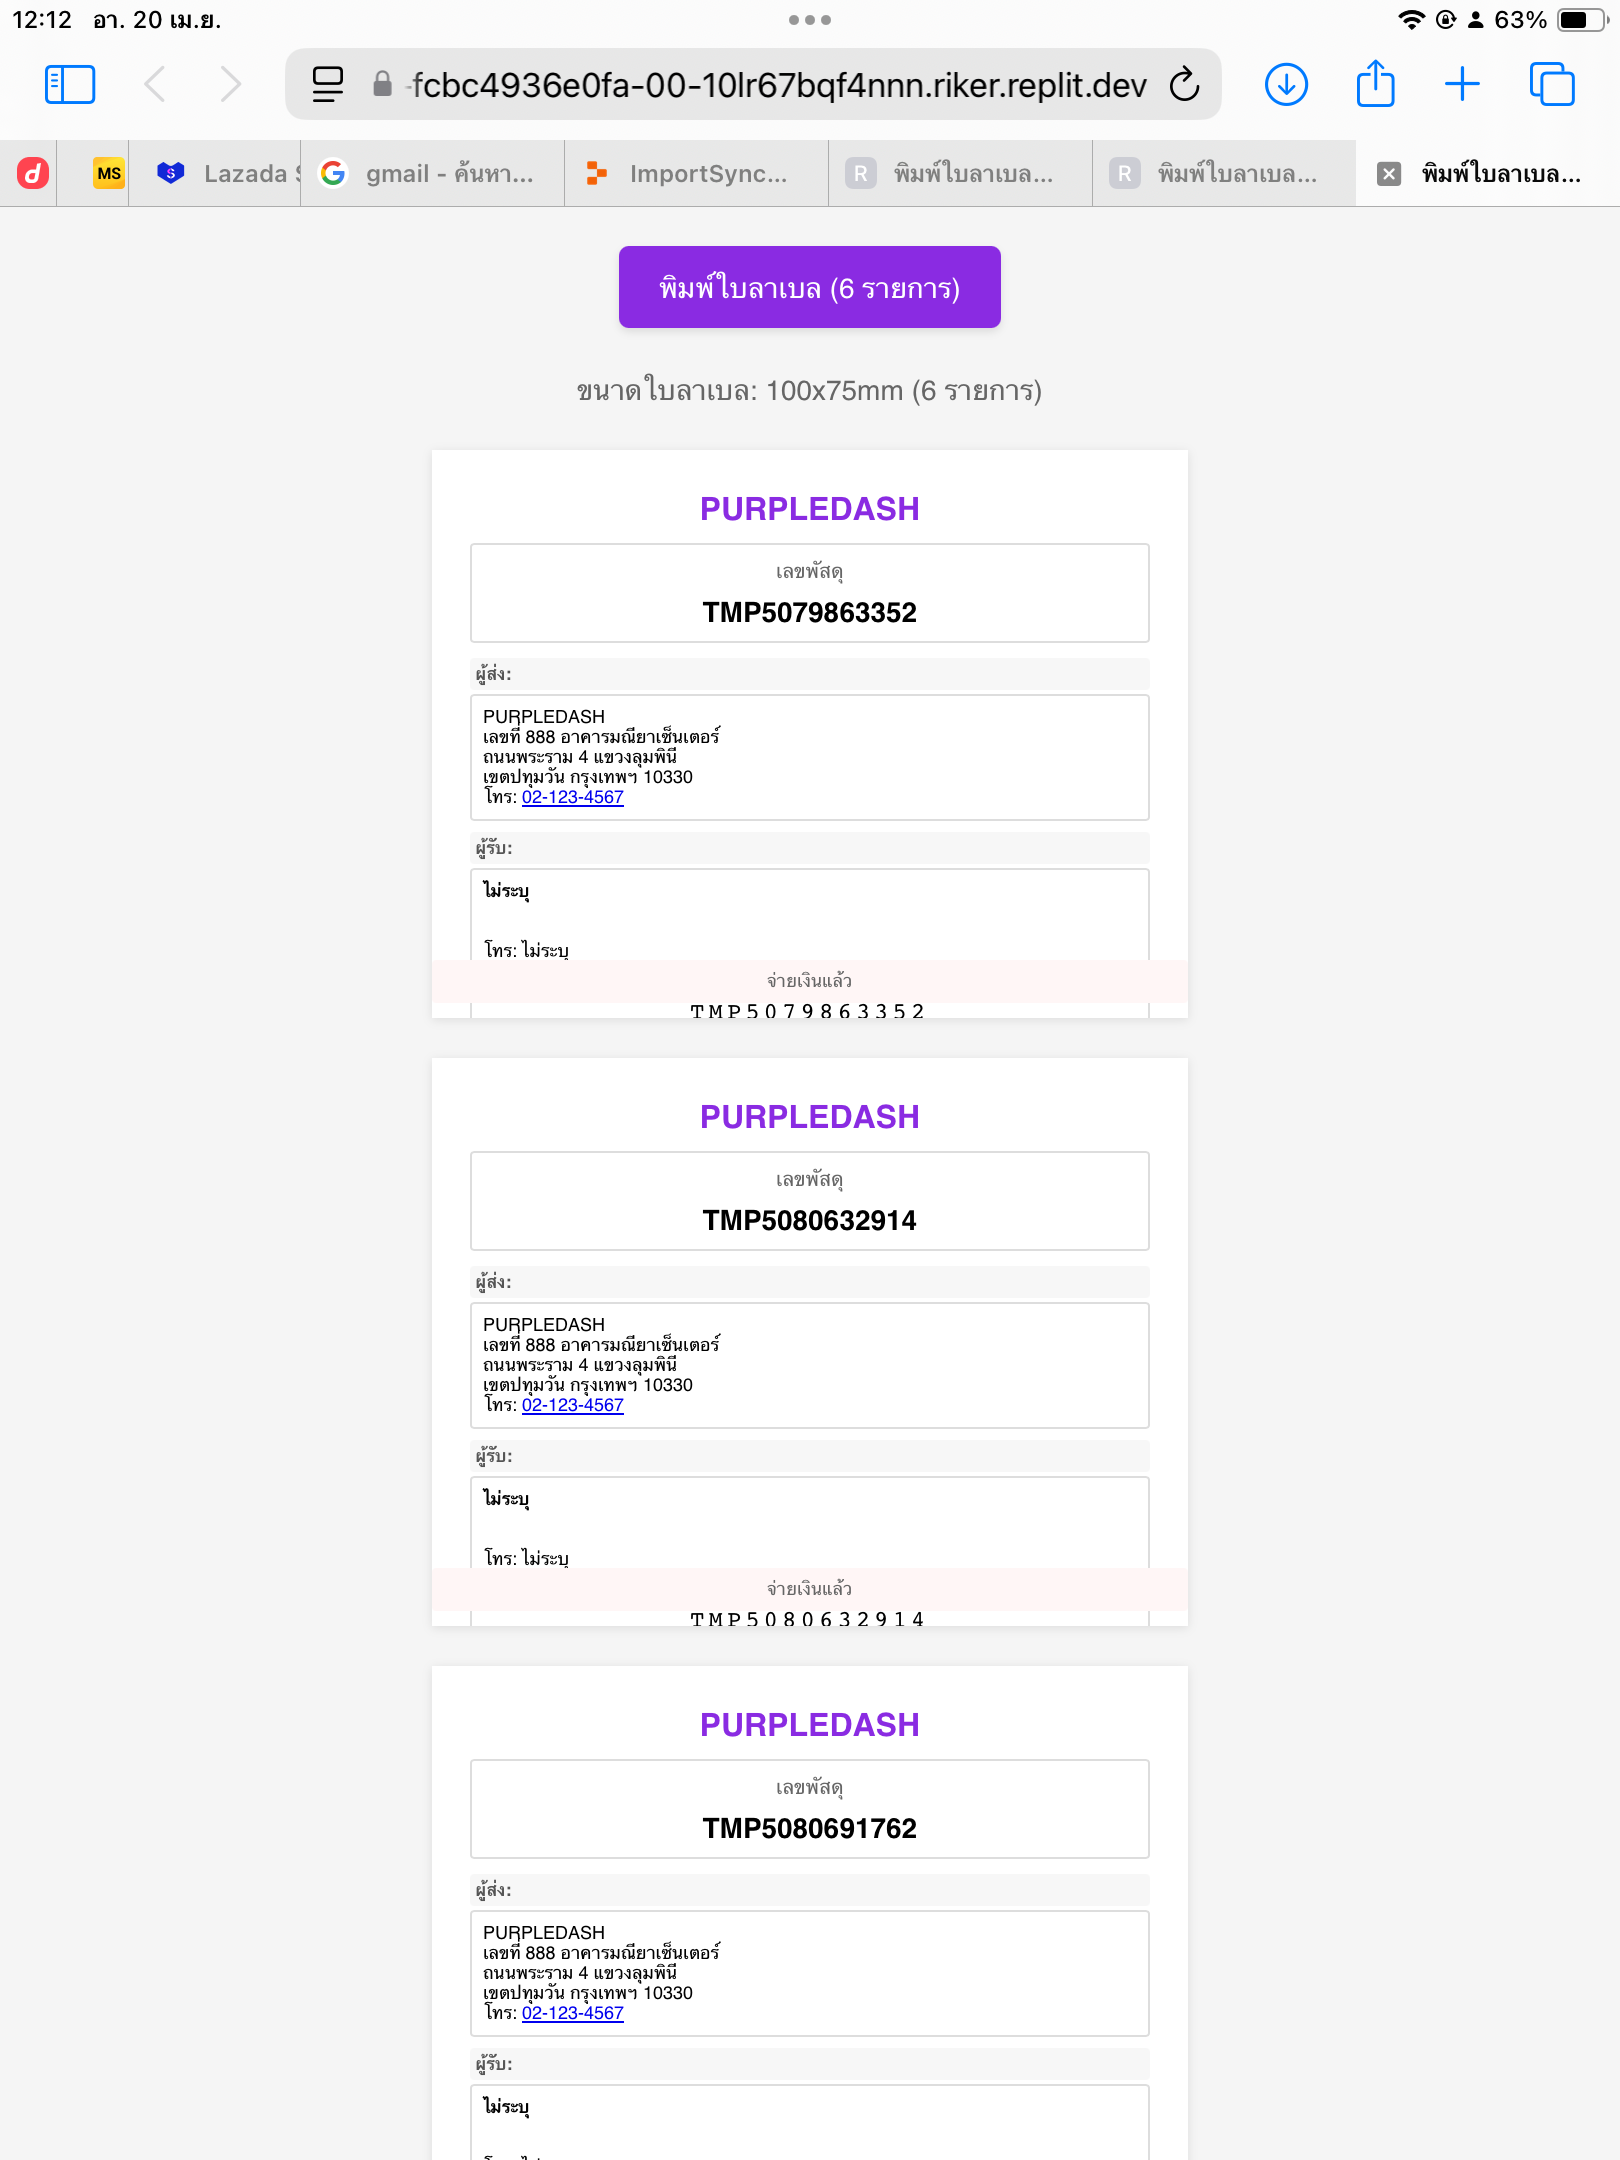 12:12 อา. 20 เม.ย.
63%
-fcbc4936e0fa-00-10lr67bqf4nnn.riker.replit.dev
d
MS
Lazada S
gmail - ค้นหา...
ImportSync...
R พิมพ์ใบลาเบล...
R พิมพ์ใบลาเบล...
พิมพ์ใบลาเบล...
พิมพ์ใบลาเบล (6 รายการ)
ขนาดใบลาเบล: 100x75mm (6 รายการ)
PURPLEDASH
เลขพัสดุ
TMP5079863352
ผู้ส่ง:
PURPLEDASH
เลขที่ 888 อาคารมณียาเซ็นเตอร์
ถนนพระราม 4 แขวงลุมพินี
เขตปทุมวัน กรุงเทพฯ 10330
โทร: 02-123-4567
ผู้รับ:
ไม่ระบุ
โทร: ไม่ระบุ
จ่ายเงินแล้ว
TMP5079863352
PURPLEDASH
เลขพัสดุ
TMP5080632914
ผู้ส่ง:
PURPLEDASH
เลขที่ 888 อาคารมณียาเซ็นเตอร์
ถนนพระราม 4 แขวงลุมพินี
เขตปทุมวัน กรุงเทพฯ 10330
โทร: 02-123-4567
ผู้รับ:
ไม่ระบุ
โทร: ไม่ระบุ
จ่ายเงินแล้ว
TMP5080632914
PURPLEDASH
เลขพัสดุ
TMP5080691762
ผู้ส่ง:
PURPLEDASH
เลขที่ 888 อาคารมณียาเซ็นเตอร์
ถนนพระราม 4 แขวงลุมพินี
เขตปทุมวัน กรุงเทพฯ 10330
โทร: 02-123-4567
ผู้รับ:
ไม่ระบุ